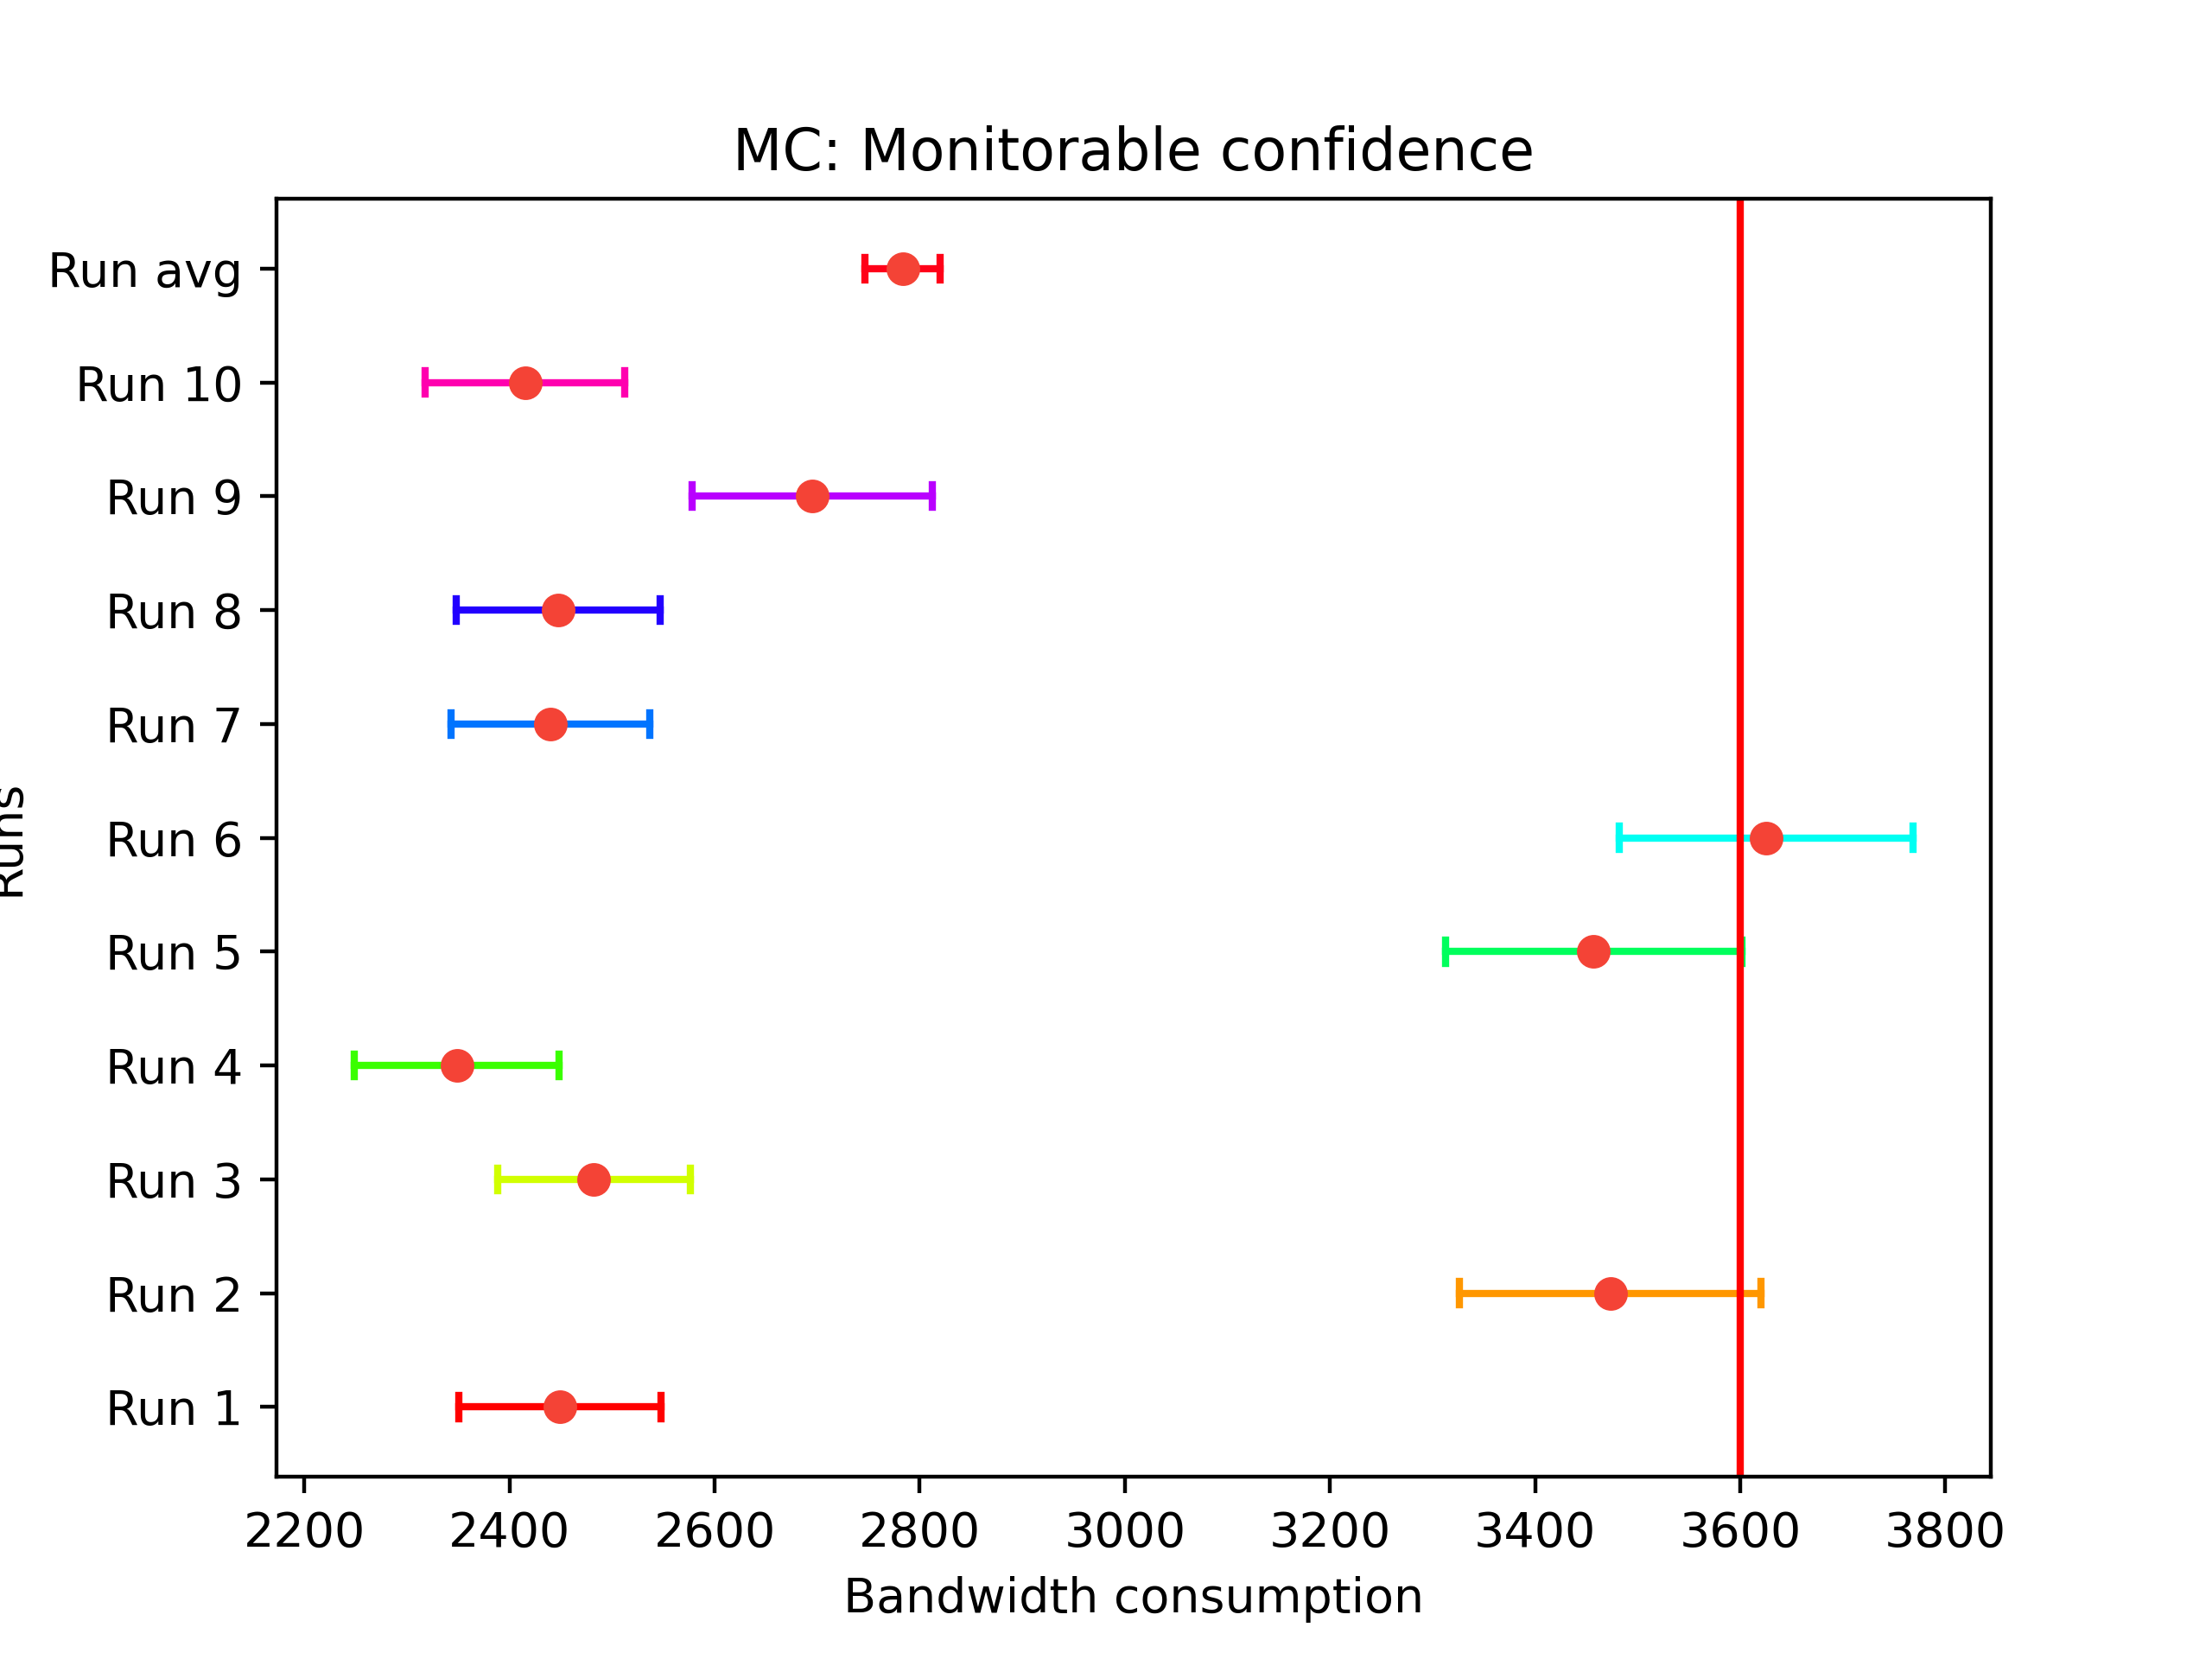 MC: Monitorable confidence
Run avg
Run 10
Run 9
Run 8
Run 7
Run 6
Run 5
Run 4
Run 3
Run 2
Run 1
Runs
2200 2400 2600 2800 3000 3200 3400 3600 3800
Bandwidth consumption